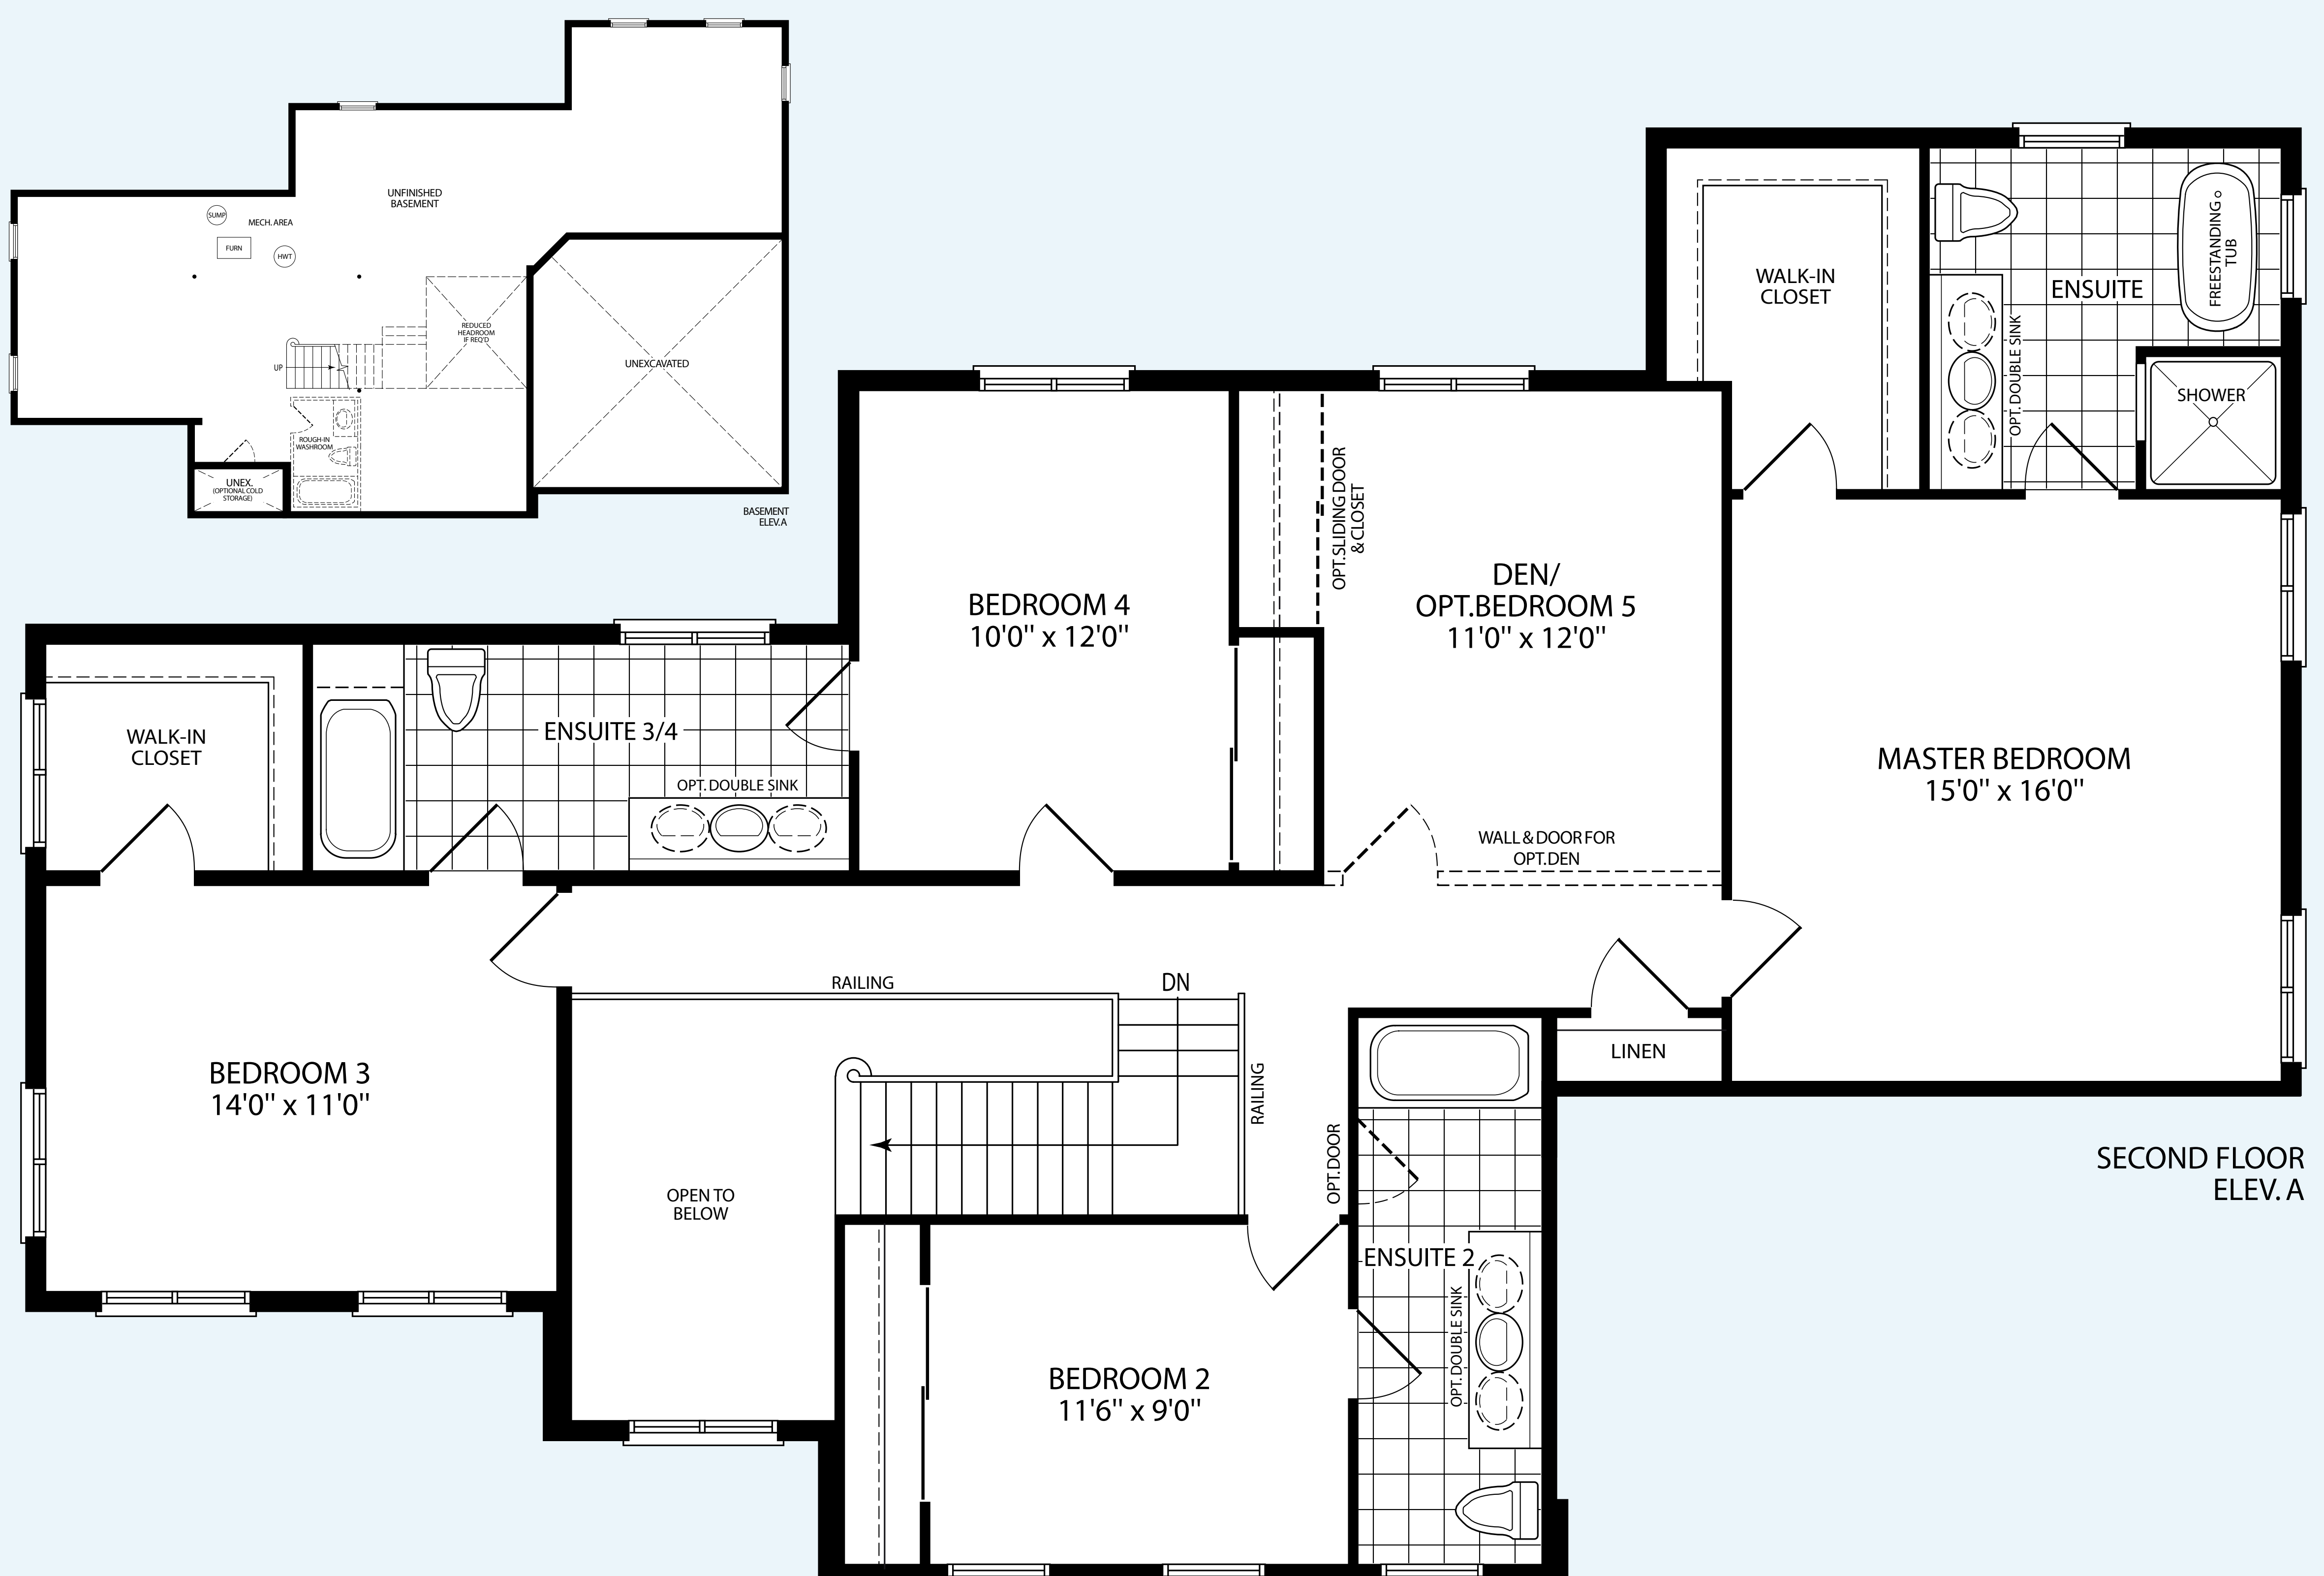 UNFINISHED
BASEMENT
SUMP
MECH. AREA
FURN
HWT
REDUCED
HEADROOM
IF REQ'D
UP
UNEXCAVATED
ROUGH-IN
WASHROOM
UNEX.
(OPTIONAL COLD
STORAGE)
BASEMENT
ELEV.A
WALK-IN
CLOSET
ENSUITE
FREESTANDING
TUB
OPT. DOUBLE SINK
SHOWER
OPT.SLIDING DOOR
& CLOSET
BEDROOM 4
10'0" x 12'0"
DEN/
OPT.BEDROOM 5
11'0" x 12'0"
WALK-IN
CLOSET
ENSUITE 3/4
OPT. DOUBLE SINK
MASTER BEDROOM
15'0" x 16'0"
WALL & DOOR FOR
OPT.DEN
RAILING
DN
BEDROOM 3
14'0" x 11'0"
RAILING
LINEN
OPT.DOOR
OPEN TO
BELOW
SECOND FLOOR
ELEV. A
ENSUITE 2
OPT. DOUBLE SINK
BEDROOM 2
11'6" x 9'0"